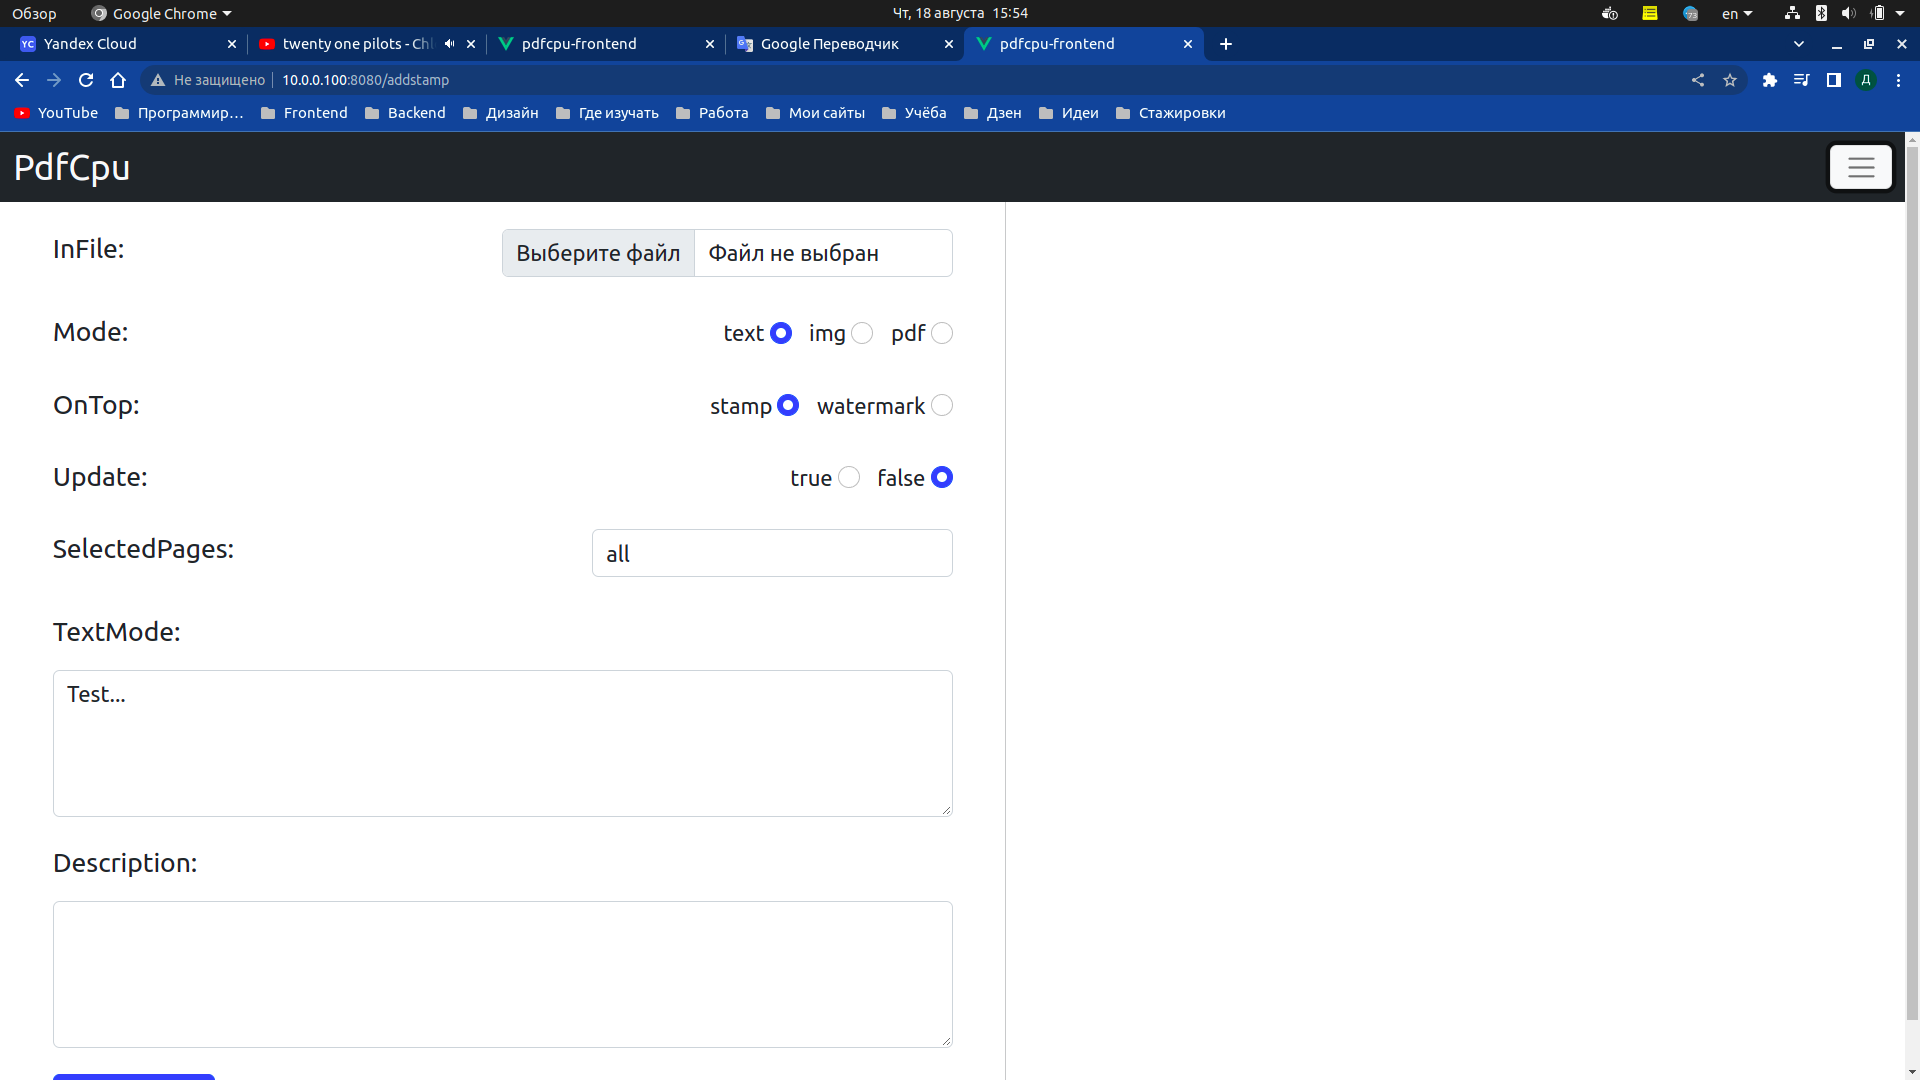 Обзор Google Chrome Чт, 18 августа 15:54 en
Yandex Cloud twenty one pilots - Chl pdfcpu-frontend Google Переводчик pdfcpu-frontend
Не защищено 10.0.0.100:8080/addstamp Д
YouTube Программир… Frontend Backend Дизайн Где изучать Работа Мои сайты Учёба Дзен Идеи Стажировки
PdfCpu
InFile: Выберите файл Файл не выбран
Mode: text img pdf
OnTop: stamp watermark
Update: true false
SelectedPages: all
TextMode:
Test...
Description: